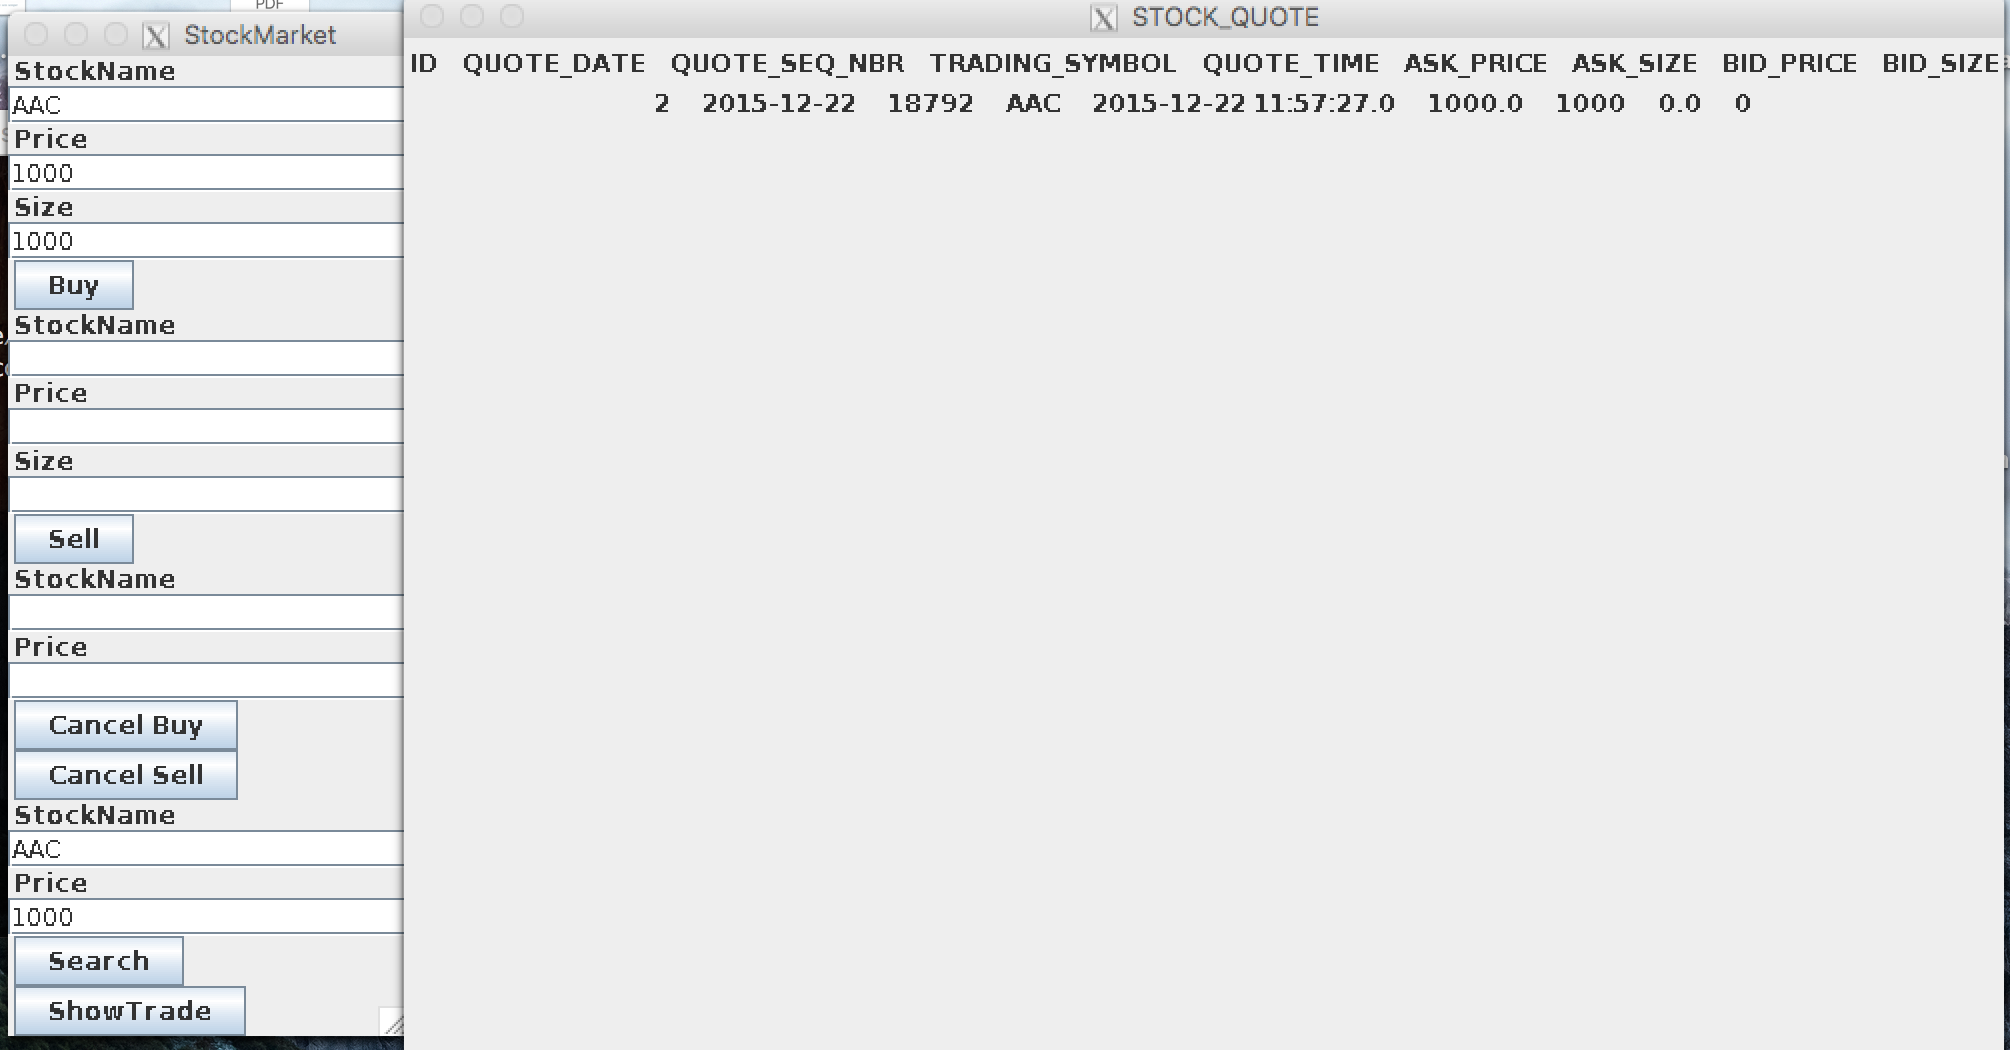 PDF
StockMarket
StockName
AAC
Price
1000
Size
1000
Buy
StockName
Price
Size
Sell
StockName
Price
Cancel Buy
Cancel Sell
StockName
AAC
Price
1000
Search
ShowTrade
STOCK_QUOTE
ID QUOTE_DATE QUOTE_SEQ_NBR TRADING_SYMBOL QUOTE_TIME ASK_PRICE ASK_SIZE BID_PRICE BID_SIZE
2 2015-12-22 18792 AAC 2015-12-22 11:57:27.0 1000.0 1000 0.0 0